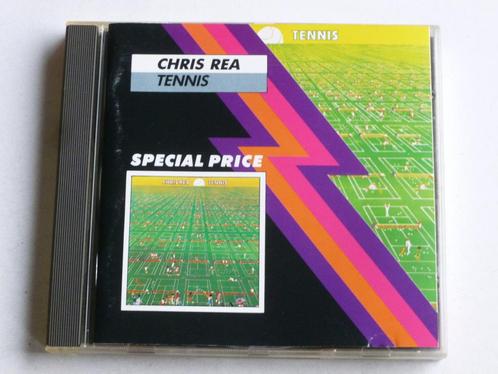 TENNIS
CHRIS REA
TENNIS
SPECIAL PRICE
CHRIS REA TENNIS